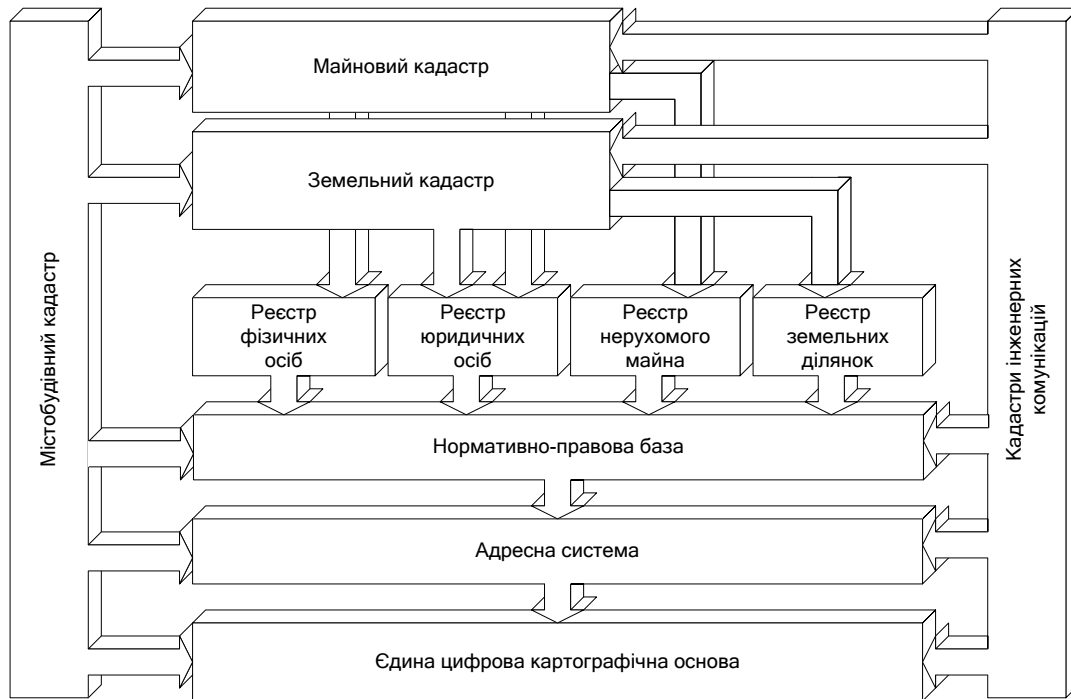 Майновий кадастр
Земельний кадастр
Містобудівний кадастр
Кадастри інженерних
комунікацій
Реєстр
фізичних
осіб
Реєстр
юридичних
осіб
Реєстр
нерухомого
майна
Реєстр
земельних
ділянок
Нормативно-правова база
Адресна система
Єдина цифрова картографічна основа